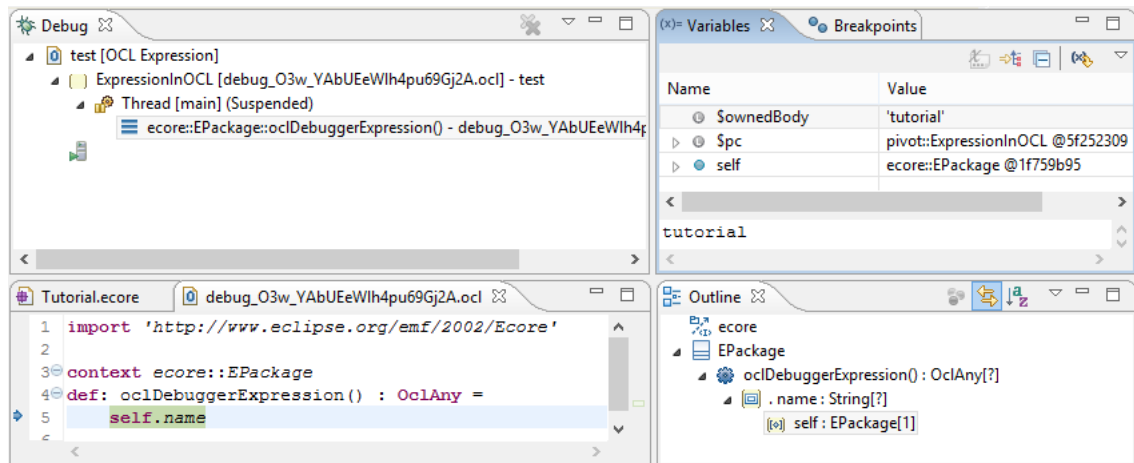 Debug
test [OCL Expression]
ExpressionInOCL [debug_O3w_YAbUEeWIh4pu69Gj2A.ocl] - test
Thread [main] (Suspended)
ecore::EPackage::oclDebuggerExpression() - debug_O3w_YAbUEeWIh4p
(x)= Variables
Breakpoints
Name Value
$ownedBody 'tutorial'
$pc pivot::ExpressionInOCL @5f252309
self ecore::EPackage @1f759b95
tutorial
Tutorial.ecore debug_O3w_YAbUEeWIh4pu69Gj2A.ocl
1 import 'http://www.eclipse.org/emf/2002/Ecore'
2
3 context ecore::EPackage
4 def: oclDebuggerExpression() : OclAny =
5 self.name
Outline
ecore
EPackage
oclDebuggerExpression() : OclAny[?]
. name : String[?]
self : EPackage[1]